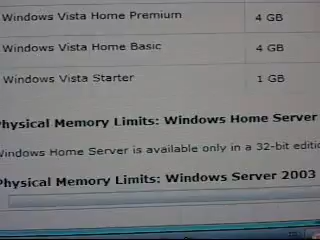 Windows Vista Home Premium 4 GB
Windows Vista Home Basic 4 GB
Windows Vista Starter 1 GB
Physical Memory Limits: Windows Home Server
Windows Home Server is available only in a 32-bit editio
Physical Memory Limits: Windows Server 2003